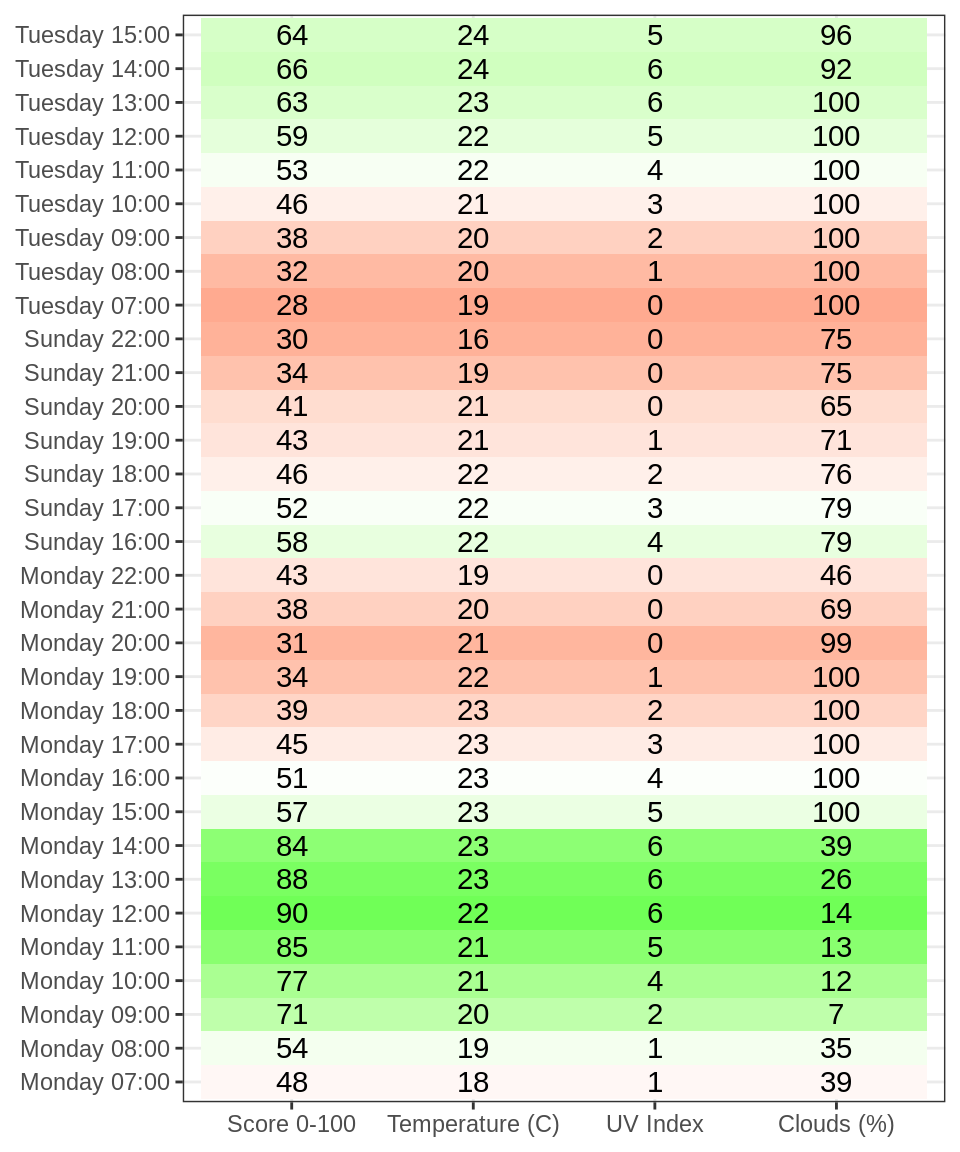 Tuesday 15:00 64 24 5 96
Tuesday 14:00 66 24 6 92
Tuesday 13:00 63 23 6 100
Tuesday 12:00 59 22 5 100
Tuesday 11:00 53 22 4 100
Tuesday 10:00 46 21 3 100
Tuesday 09:00 38 20 2 100
Tuesday 08:00 32 20 1 100
Tuesday 07:00 28 19 0 100
Sunday 22:00 30 16 0 75
Sunday 21:00 34 19 0 75
Sunday 20:00 41 21 0 65
Sunday 19:00 43 21 1 71
Sunday 18:00 46 22 2 76
Sunday 17:00 52 22 3 79
Sunday 16:00 58 22 4 79
Monday 22:00 43 19 0 46
Monday 21:00 38 20 0 69
Monday 20:00 31 21 0 99
Monday 19:00 34 22 1 100
Monday 18:00 39 23 2 100
Monday 17:00 45 23 3 100
Monday 16:00 51 23 4 100
Monday 15:00 57 23 5 100
Monday 14:00 84 23 6 39
Monday 13:00 88 23 6 26
Monday 12:00 90 22 6 14
Monday 11:00 85 21 5 13
Monday 10:00 77 21 4 12
Monday 09:00 71 20 2 7
Monday 08:00 54 19 1 35
Monday 07:00 48 18 1 39
Score 0-100 Temperature (C) UV Index Clouds (%)